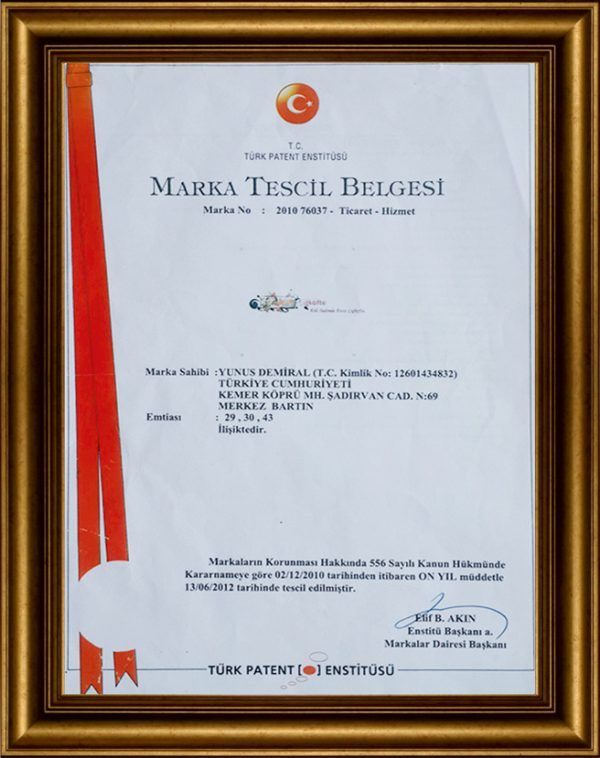 T.C.
TÜRK PATENT ENSTİTÜSÜ
MARKA TESCİL BELGESİ
Marka No : 2010 76037 - Ticaret - Hizmet
çiğköfte
Marka Sahibi :YUNUS DEMİRAL (T.C. Kimlik No: 12601434832)
TÜRKİYE CUMHURİYETİ
KEMER KÖPRÜ MH. ŞADIRVAN CAD. N:69
MERKEZ BARTIN
Emtiası : 29 , 30 , 43
İlişiktedir.
Markaların Korunması Hakkında 556 Sayılı Kanun Hükmünde
Kararnameye göre 02/12/2010 tarihinden itibaren ON YIL müddetle
13/06/2012 tarihinde tescil edilmiştir.
Elif B. AKIN
Enstitü Başkanı a.
Markalar Dairesi Başkanı
TÜRK PATENT [ ] ENSTİTÜSÜ